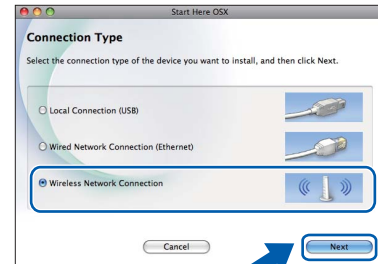 Start Here OSX
Connection Type
Select the connection type of the device you want to install, and then click Next.
Local Connection (USB)
Wired Network Connection (Ethernet)
Wireless Network Connection
Cancel
Next